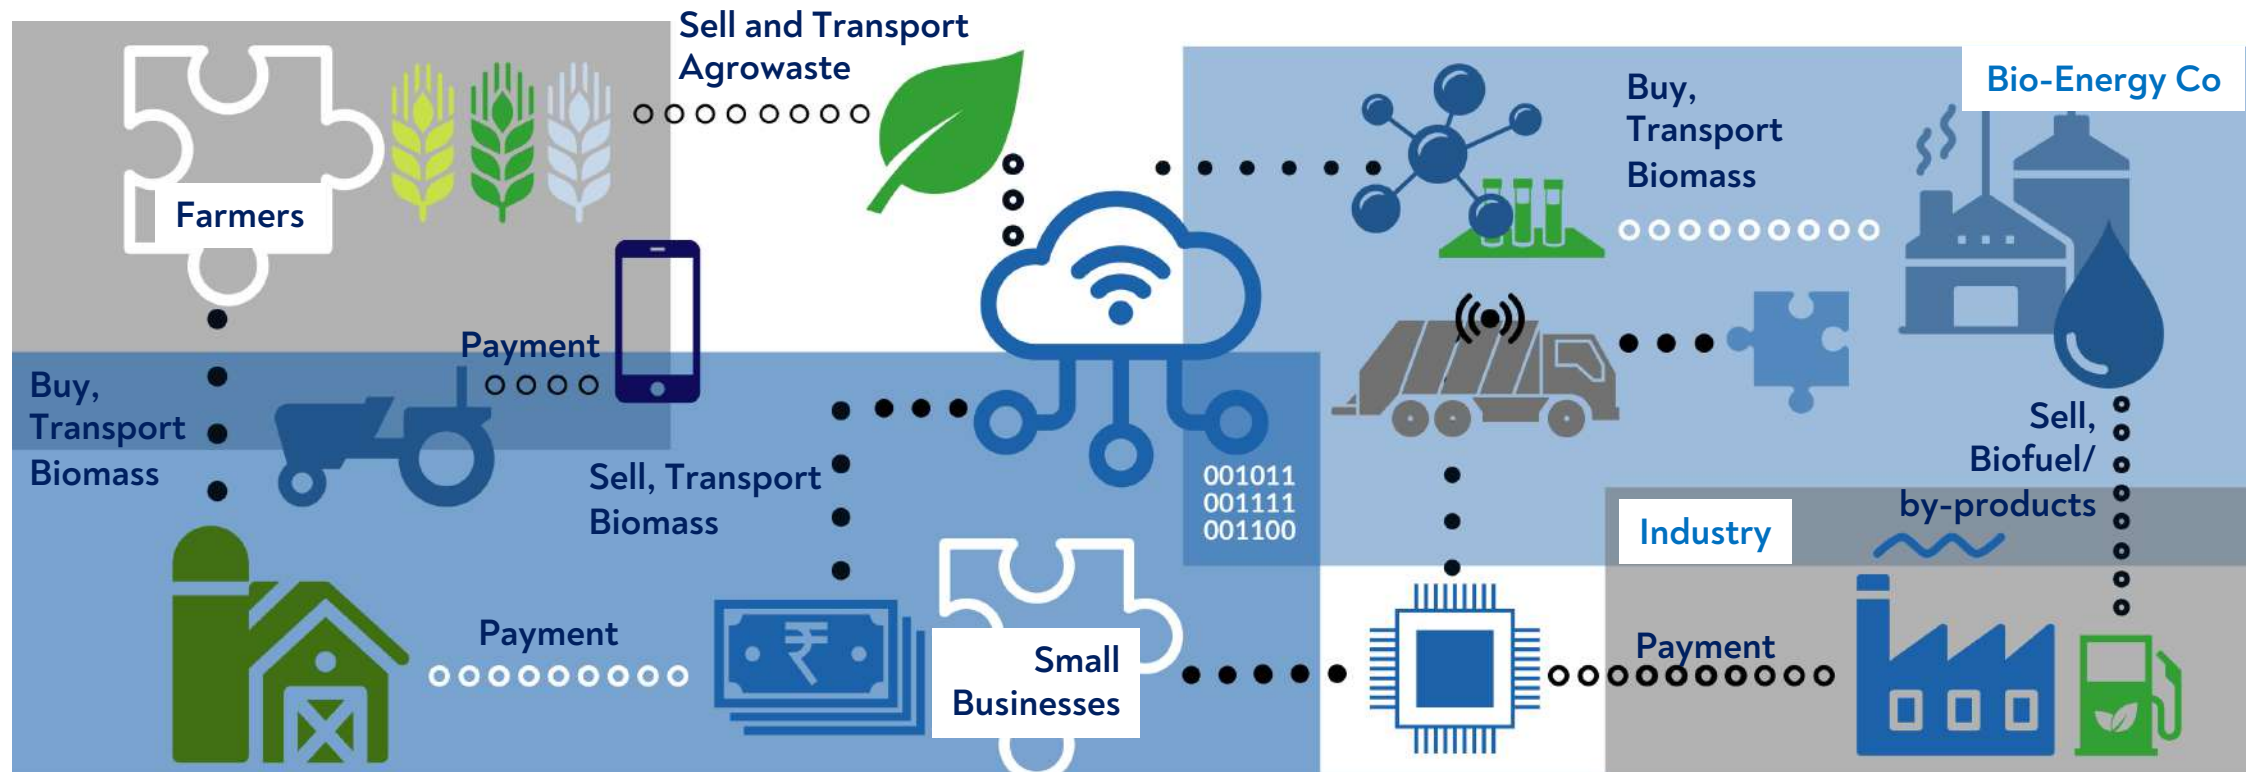 Sell and Transport
Agrowaste
Farmers
Buy,
Transport
Biomass
Bio-Energy Co
Payment
Buy,
Transport
Biomass
Sell, Transport
Biomass
001011
001111
001100
Sell,
Biofuel/
by-products
Industry
Payment
₹
Small
Businesses
Payment